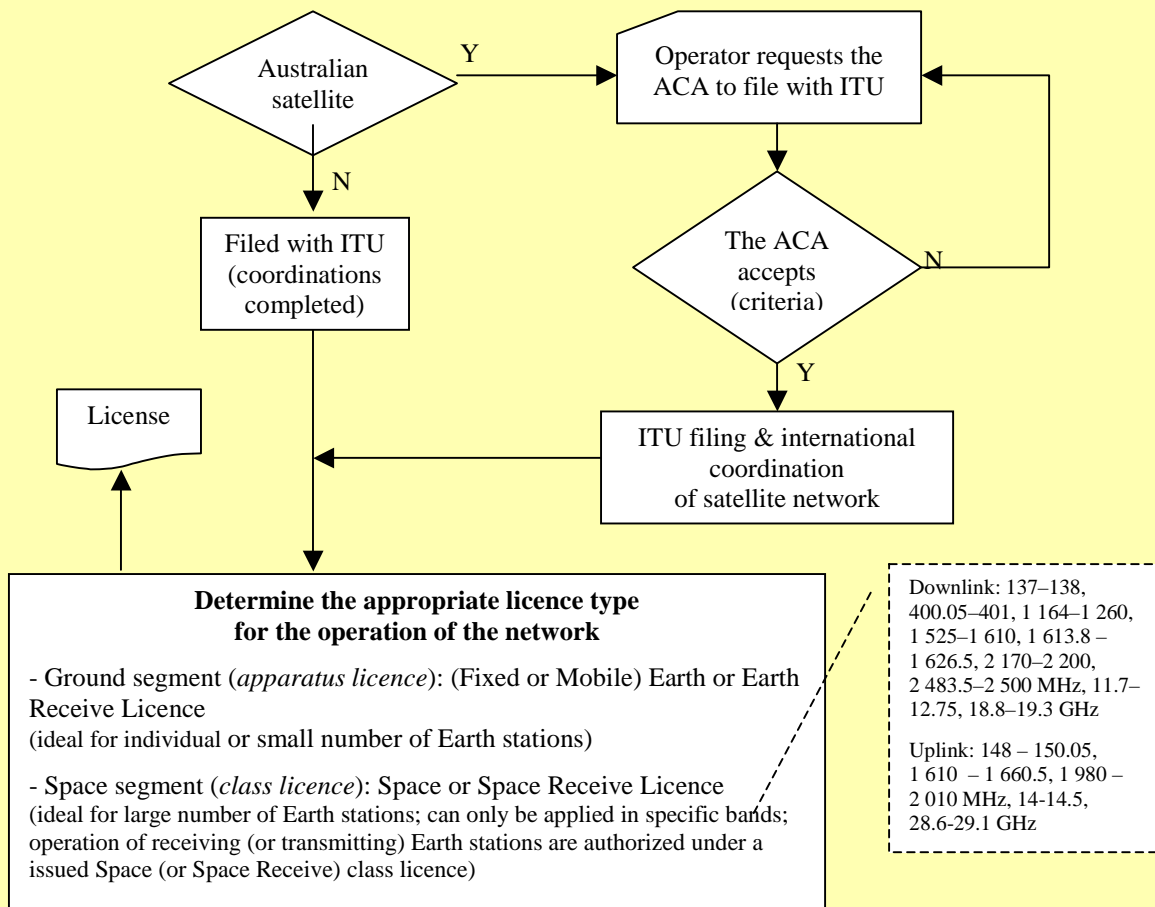 Australian
satellite
Y
Operator requests the
ACA to file with ITU
N
Filed with ITU
(coordinations
completed)
The ACA
accepts
(criteria)
N
Y
License
ITU filing & international
coordination
of satellite network
Determine the appropriate licence type
for the operation of the network
- Ground segment (apparatus licence): (Fixed or Mobile) Earth or Earth
Receive Licence
(ideal for individual or small number of Earth stations)
- Space segment (class licence): Space or Space Receive Licence
(ideal for large number of Earth stations; can only be applied in specific bands;
operation of receiving (or transmitting) Earth stations are authorized under a
issued Space (or Space Receive) class licence)
Downlink: 137–138,
400.05–401, 1 164–1 260,
1 525–1 610, 1 613.8 –
1 626.5, 2 170–2 200,
2 483.5–2 500 MHz, 11.7–
12.75, 18.8–19.3 GHz
Uplink: 148 – 150.05,
1 610 – 1 660.5, 1 980 –
2 010 MHz, 14-14.5,
28.6-29.1 GHz